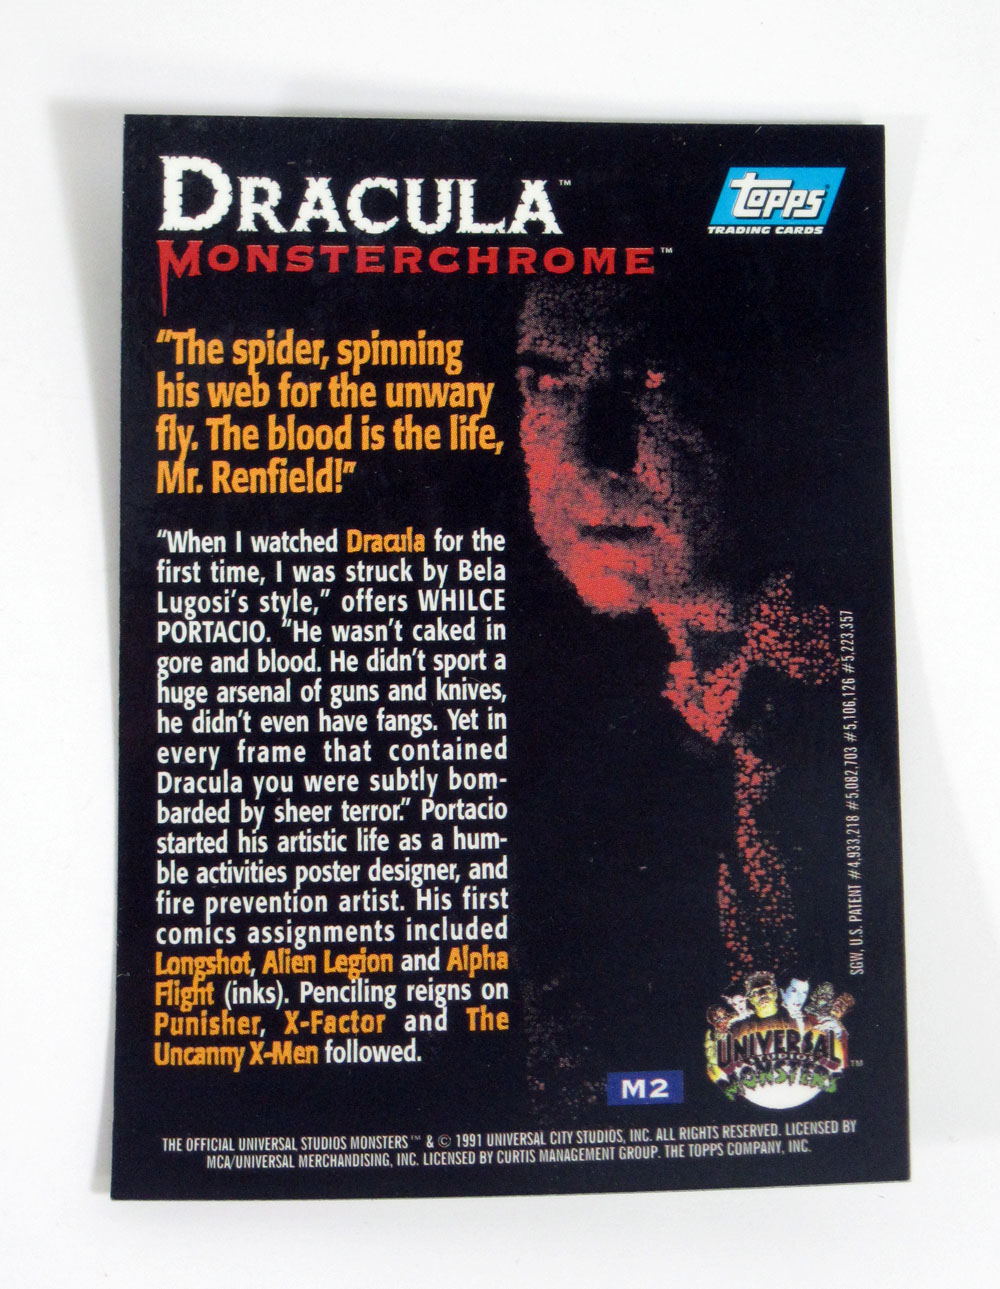 DRACULA™
MONSTERCHROME™
topps®
TRADING CARDS
“The spider, spinning
his web for the unwary
fly. The blood is the life,
Mr. Renfield!”
“When I watched Dracula for the
first time, I was struck by Bela
Lugosi’s style,” offers WHILCE
PORTACIO. “He wasn’t caked in
gore and blood. He didn’t sport a
huge arsenal of guns and knives,
he didn’t even have fangs. Yet in
every frame that contained
Dracula you were subtly bom-
barded by sheer terror.” Portacio
started his artistic life as a hum-
ble activities poster designer, and
fire prevention artist. His first
comics assignments included
Longshot, Alien Legion and Alpha
Flight (inks). Penciling reigns on
Punisher, X-Factor and The
Uncanny X-Men followed.
SGW, U.S. PATENT #4,933,218 #5,082,703 #5,106,126 #5,223,357
UNIVERSAL
STUDIOS
MONSTERS™
M2
THE OFFICIAL UNIVERSAL STUDIOS MONSTERS™ & © 1991 UNIVERSAL CITY STUDIOS, INC. ALL RIGHTS RESERVED. LICENSED BY
MCA/UNIVERSAL MERCHANDISING, INC. LICENSED BY CURTIS MANAGEMENT GROUP. THE TOPPS COMPANY, INC.